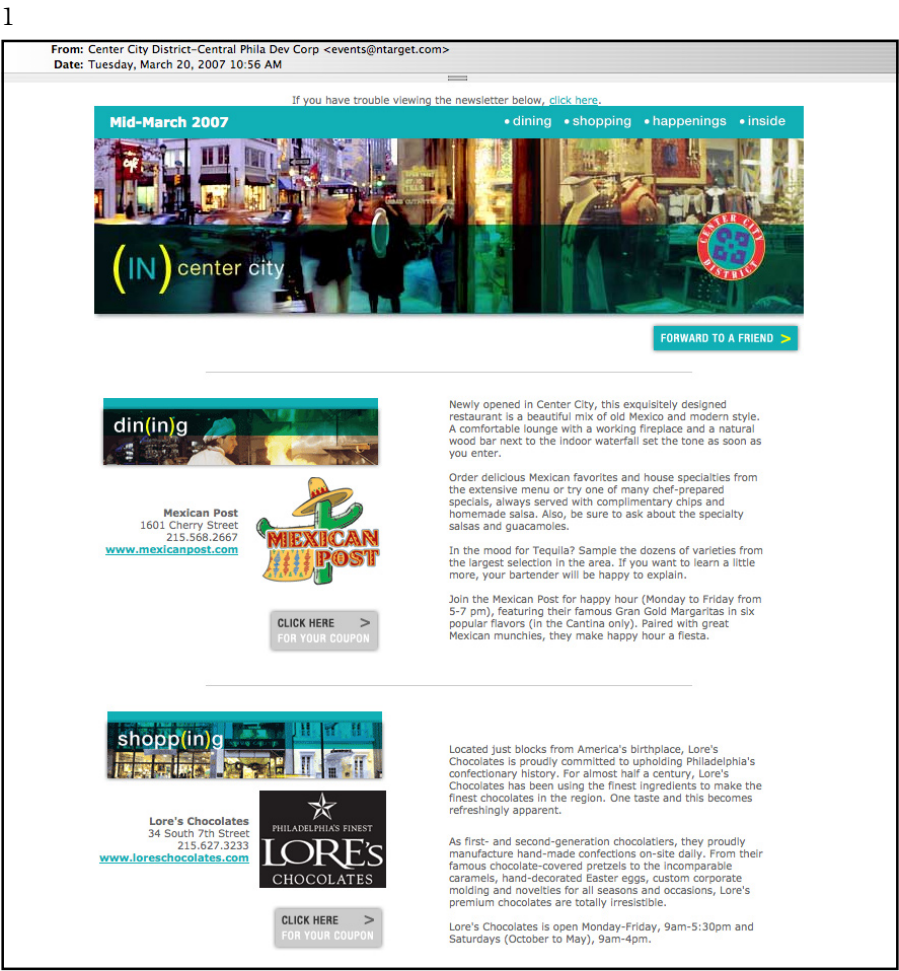 1
From: Center City District-Central Phila Dev Corp <events@ntarget.com>
Date: Tuesday, March 20, 2007 10:56 AM
If you have trouble viewing the newsletter below, click here.
Mid-March 2007
• dining • shopping • happenings • inside
café
(IN) center city
CENTER CITY DISTRICT
FORWARD TO A FRIEND >
din(in)g
Mexican Post
1601 Cherry Street
215.568.2667
www.mexicanpost.com
MEXICAN
POST
CLICK HERE >
FOR YOUR COUPON
Newly opened in Center City, this exquisitely designed
restaurant is a beautiful mix of old Mexico and modern style.
A comfortable lounge with a working fireplace and a natural
wood bar next to the indoor waterfall set the tone as soon as
you enter.
Order delicious Mexican favorites and house specialties from
the extensive menu or try one of many chef-prepared
specials, always served with complimentary chips and
homemade salsa. Also, be sure to ask about the specialty
salsas and guacamoles.
In the mood for Tequila? Sample the dozens of varieties from
the largest selection in the area. If you want to learn a little
more, your bartender will be happy to explain.
Join the Mexican Post for happy hour (Monday to Friday from
5-7 pm), featuring their famous Gran Gold Margaritas in six
popular flavors (in the Cantina only). Paired with great
Mexican munchies, they make happy hour a fiesta.
shopp(in)g
Lore's Chocolates
34 South 7th Street
215.627.3233
www.loreschocolates.com
PHILADELPHIA'S FINEST
LORE'S
CHOCOLATES
CLICK HERE >
FOR YOUR COUPON
Located just blocks from America's birthplace, Lore's
Chocolates is proudly committed to upholding Philadelphia's
confectionary history. For almost half a century, Lore's
Chocolates has been using the finest ingredients to make the
finest chocolates in the region. One taste and this becomes
refreshingly apparent.
As first- and second-generation chocolatiers, they proudly
manufacture hand-made confections on-site daily. From their
famous chocolate-covered pretzels to the incomparable
caramels, hand-decorated Easter eggs, custom corporate
molding and novelties for all seasons and occasions, Lore's
premium chocolates are totally irresistible.
Lore's Chocolates is open Monday-Friday, 9am-5:30pm and
Saturdays (October to May), 9am-4pm.